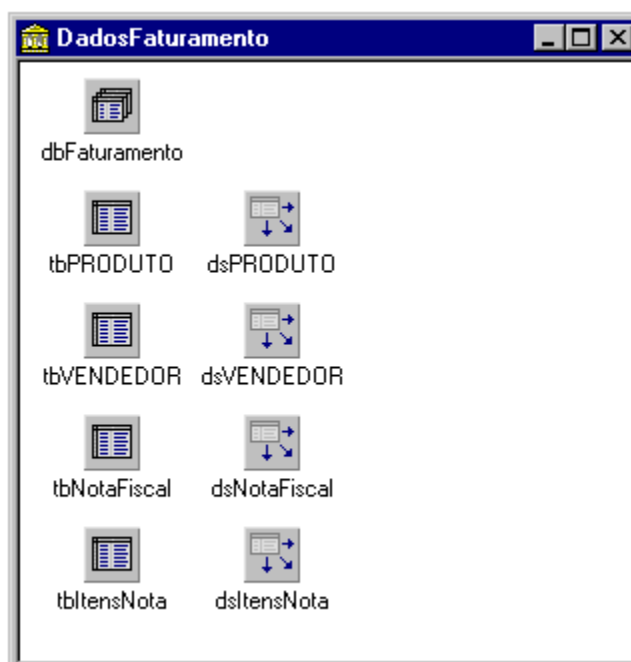 DadosFaturamento
dbFaturamento
tbPRODUTO dsPRODUTO
tbVENDEDOR dsVENDEDOR
tbNotaFiscal dsNotaFiscal
tbItensNota dsItensNota